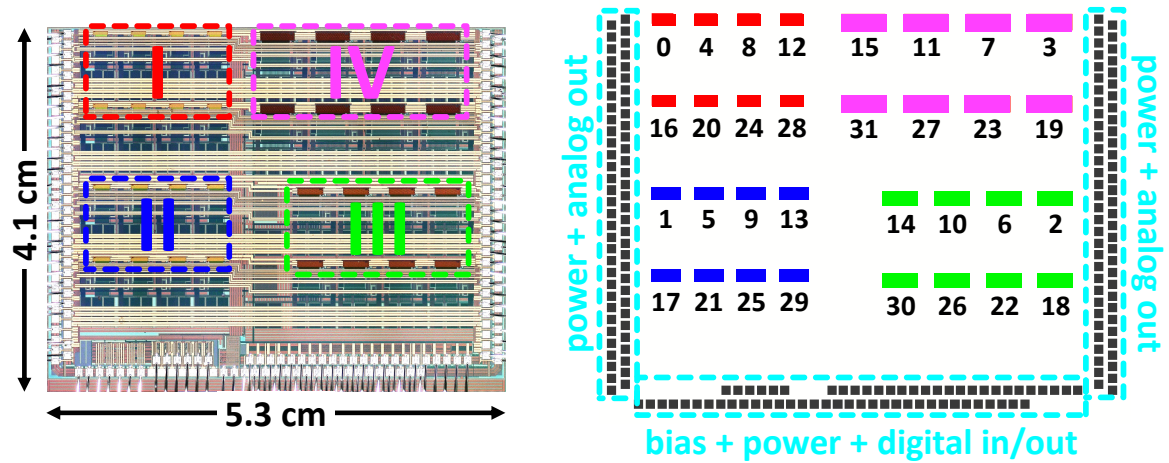 I
IV
II
III
4.1 cm
5.3 cm
power + analog out
0 4 8 12 15 11 7 3
16 20 24 28 31 27 23 19
1 5 9 13 14 10 6 2
17 21 25 29 30 26 22 18
power + analog out
bias + power + digital in/out